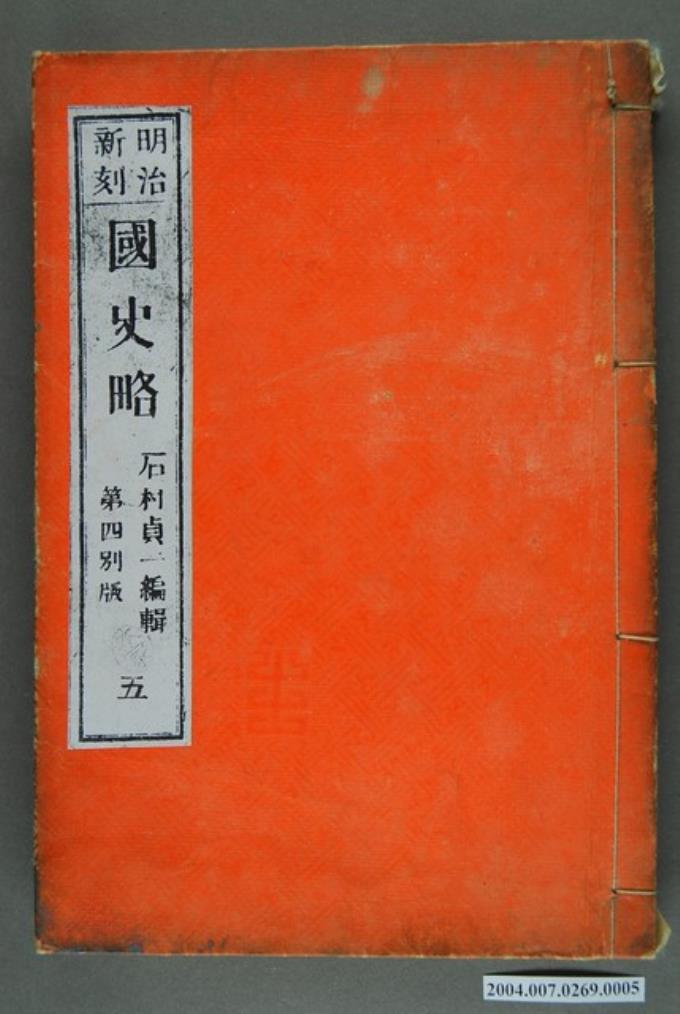 明治
新刻
國史略
石村貞一編輯
第四別版
五
2004.007.0269.0005